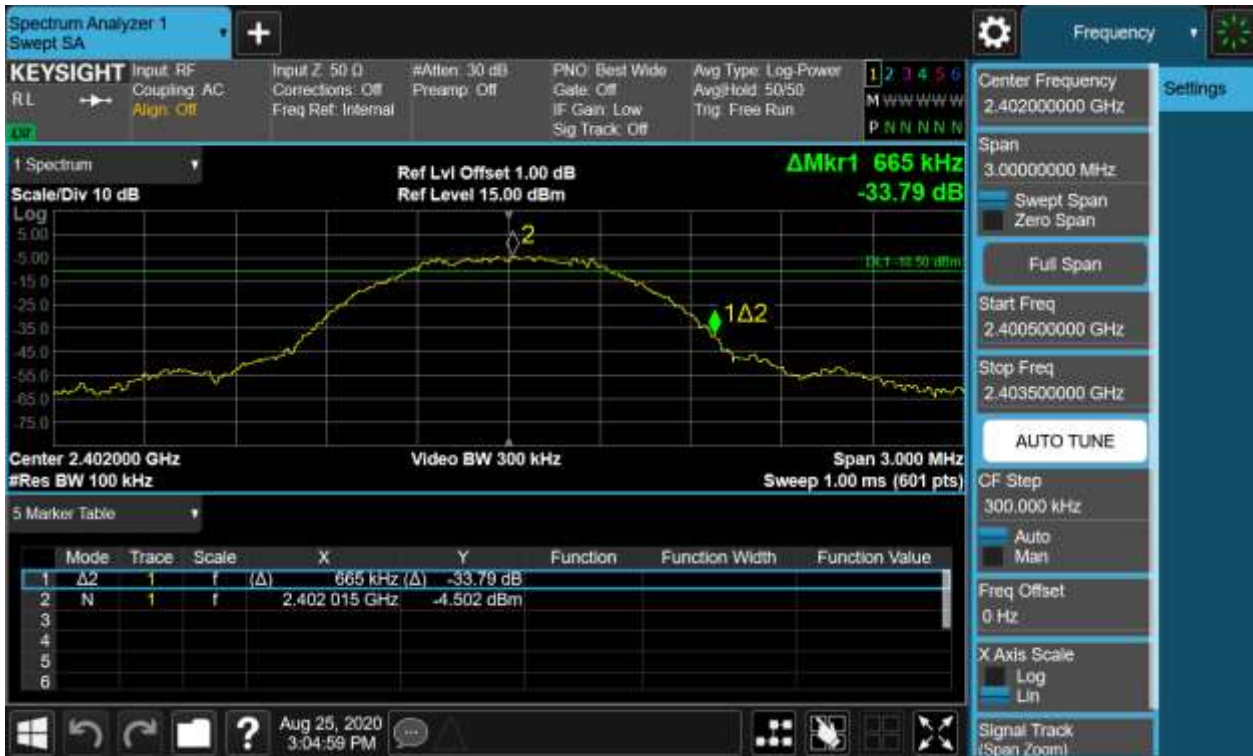 Spectrum Analyzer 1
Swept SA
+
Frequency
KEYSIGHT
RL
Input: RF
Coupling: AC
Align: Off
Input Z: 50 Ω
Corrections: Off
Freq Ref: Internal
#Atten: 30 dB
Preamp: Off
PNO: Best Wide
Gate: Off
IF Gain: Low
Sig Track: Off
Avg Type: Log-Power
Avg|Hold: 50/50
Trig: Free Run
1 2 3 4 5 6
M W W W W W
P N N N N N
1 Spectrum
Scale/Div 10 dB
Ref Lvl Offset 1.00 dB
Ref Level 15.00 dBm
ΔMkr1 665 kHz
-33.79 dB
Log
5.00
-5.00
-15.0
-25.0
-35.0
-45.0
-55.0
-65.0
-75.0
2
1Δ2
Center 2.402000 GHz
#Res BW 100 kHz
Video BW 300 kHz
Span 3.000 MHz
Sweep 1.00 ms (601 pts)
5 Marker Table
Mode Trace Scale X Y Function Function Width Function Value
1 Δ2 1 f (Δ) 665 kHz (Δ) -33.79 dB
2 N 1 f 2.402 015 GHz -4.502 dBm
3
4
5
6
?
Aug 25, 2020
3:04:59 PM
Center Frequency
2.402000000 GHz
Settings
Span
3.00000000 MHz
Swept Span
Zero Span
Full Span
Start Freq
2.400500000 GHz
Stop Freq
2.403500000 GHz
AUTO TUNE
CF Step
300.000 kHz
Auto
Man
Freq Offset
0 Hz
X Axis Scale
Log
Lin
Signal Track
(Span Zoom)